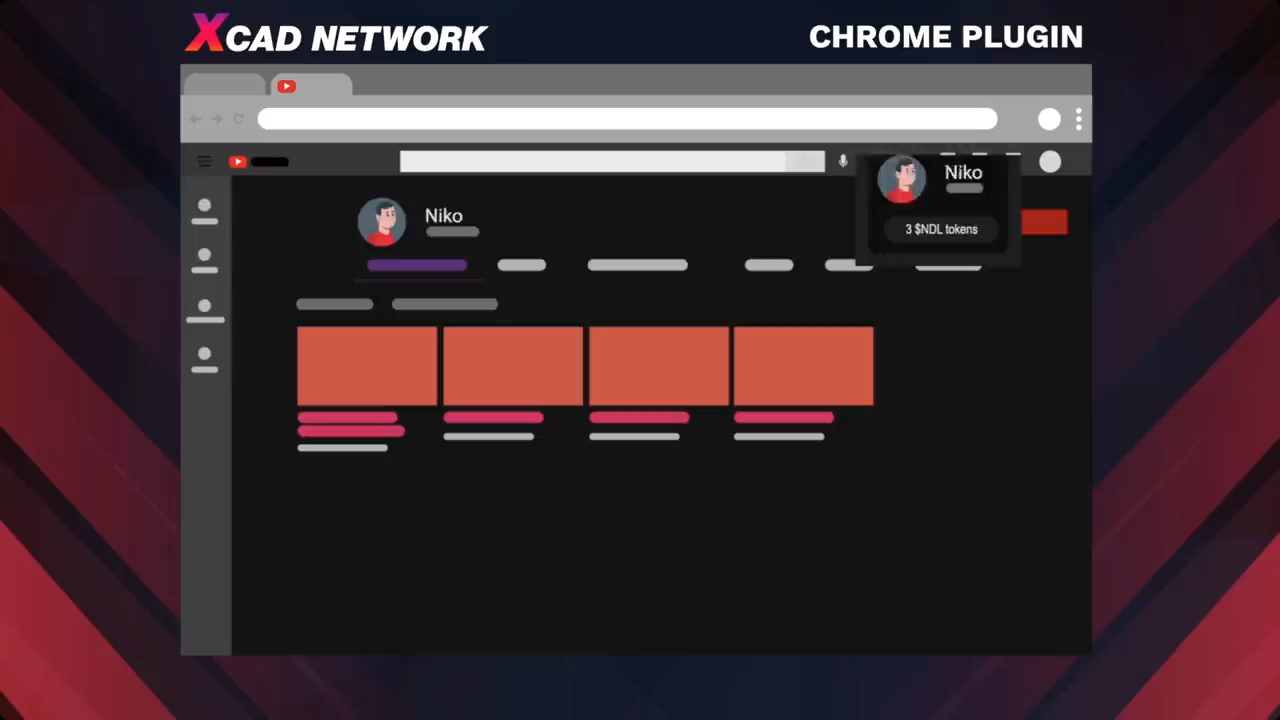 XCAD NETWORK
CHROME PLUGIN
Niko
3 $NDL tokens
Niko